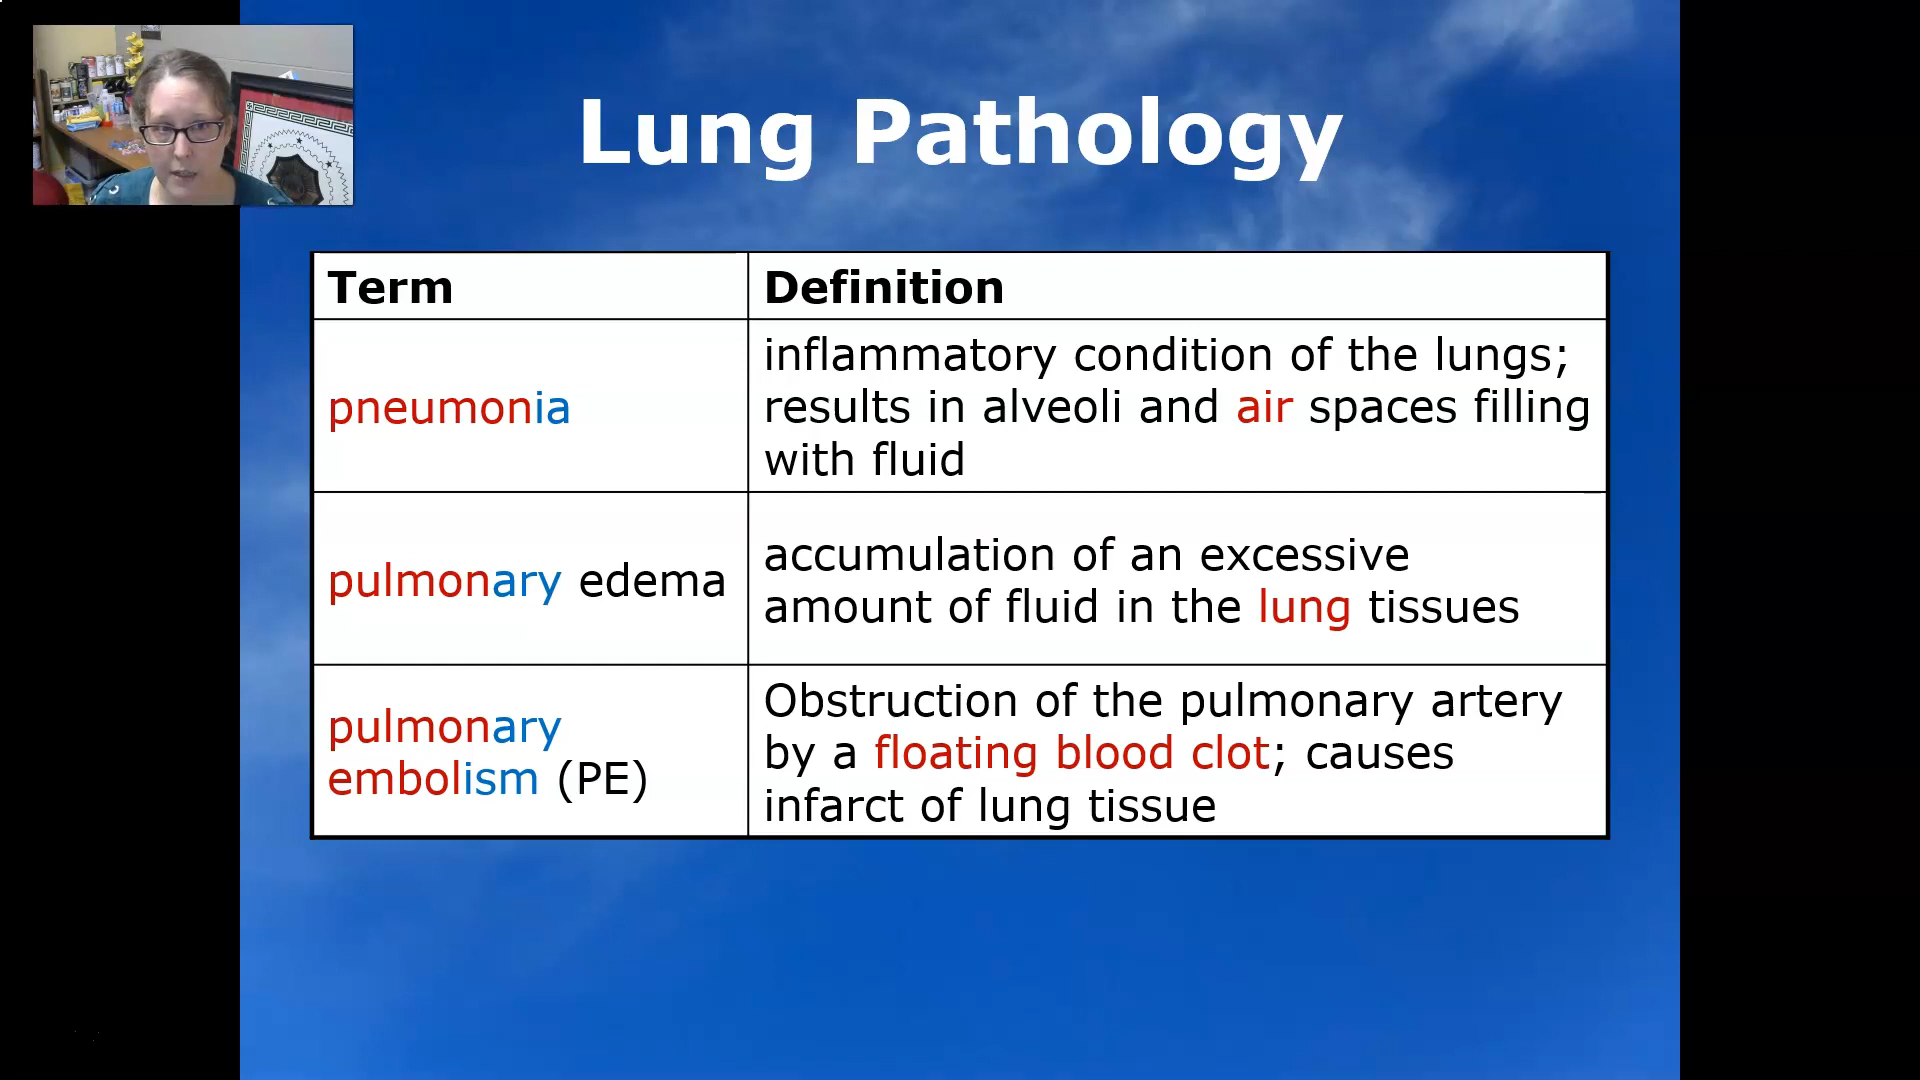 Lung Pathology
Term
Definition
pneumonia
inflammatory condition of the lungs;
results in alveoli and air spaces filling
with fluid
pulmonary edema
accumulation of an excessive
amount of fluid in the lung tissues
pulmonary
embolism (PE)
Obstruction of the pulmonary artery
by a floating blood clot; causes
infarct of lung tissue